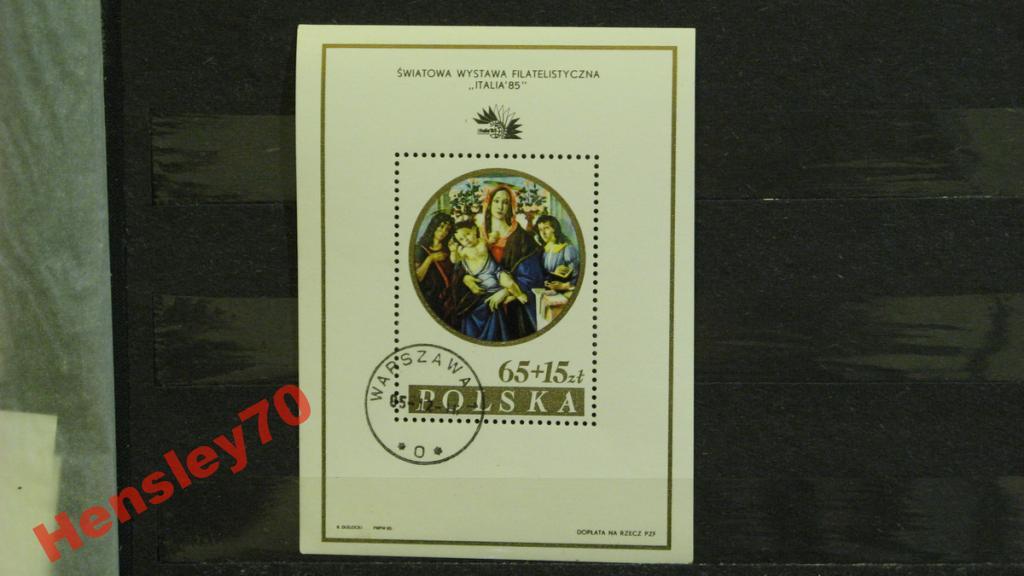 ŚWIATOWA WYSTAWA FILATELISTYCZNA
„ITALIA'85"
65+15zł
POLSKA
WARSZAWA
*O*
DOPŁATA NA RZECZ PZF
Hensley70